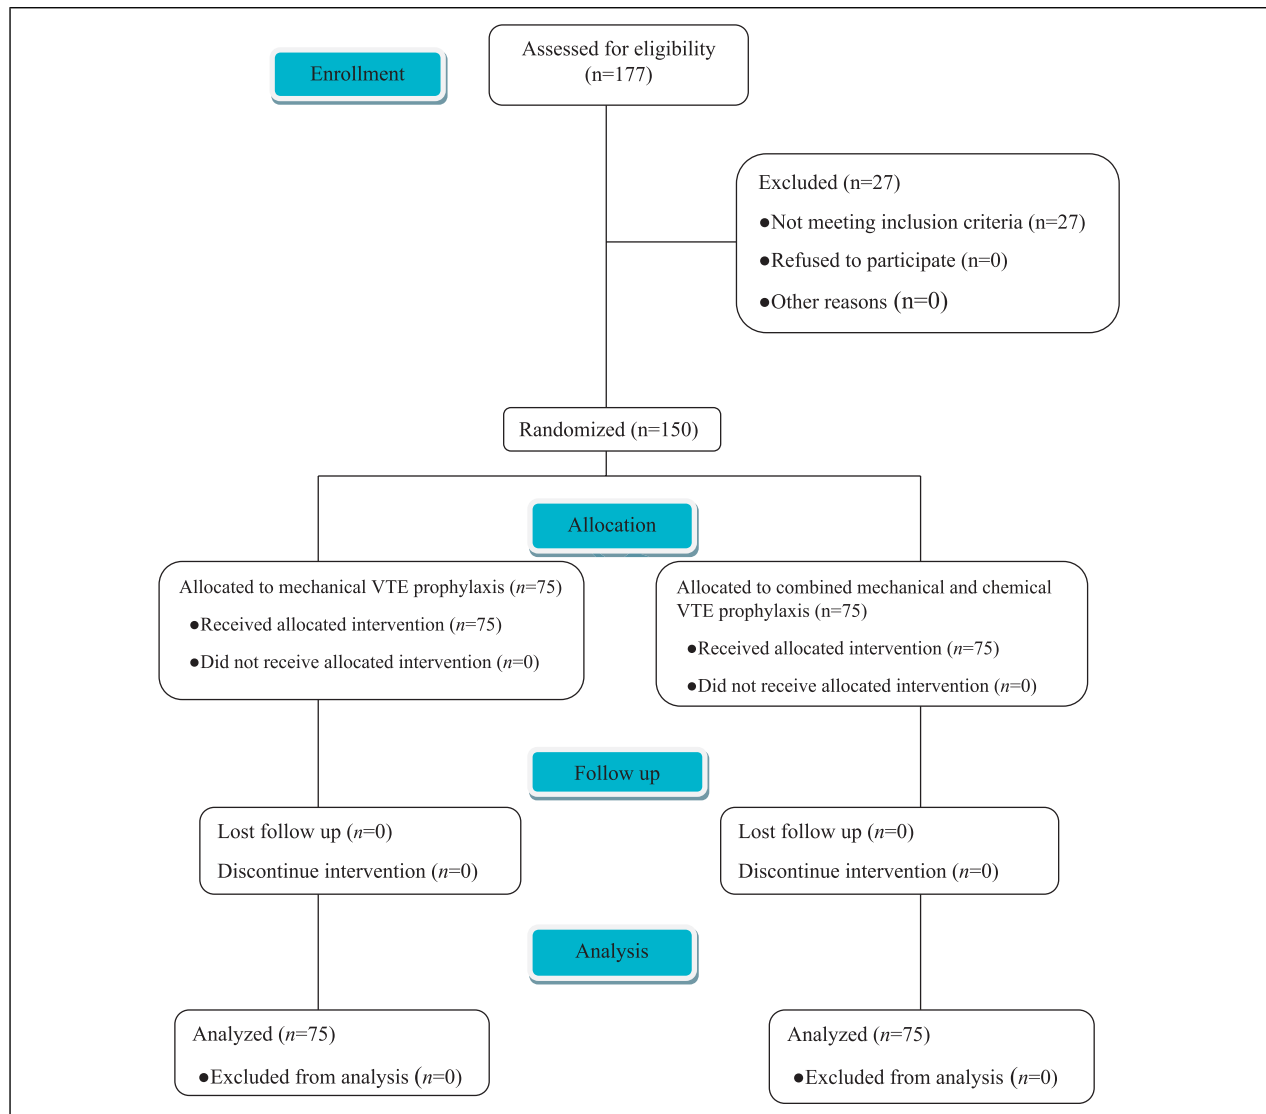 Enrollment
Assessed for eligibility
(n=177)
Excluded (n=27)
●Not meeting inclusion criteria (n=27)
●Refused to participate (n=0)
●Other reasons (n=0)
Randomized (n=150)
Allocation
Allocated to mechanical VTE prophylaxis (n=75)
●Received allocated intervention (n=75)
●Did not receive allocated intervention (n=0)
Allocated to combined mechanical and chemical
VTE prophylaxis (n=75)
●Received allocated intervention (n=75)
●Did not receive allocated intervention (n=0)
Follow up
Lost follow up (n=0)
Discontinue intervention (n=0)
Lost follow up (n=0)
Discontinue intervention (n=0)
Analysis
Analyzed (n=75)
●Excluded from analysis (n=0)
Analyzed (n=75)
●Excluded from analysis (n=0)